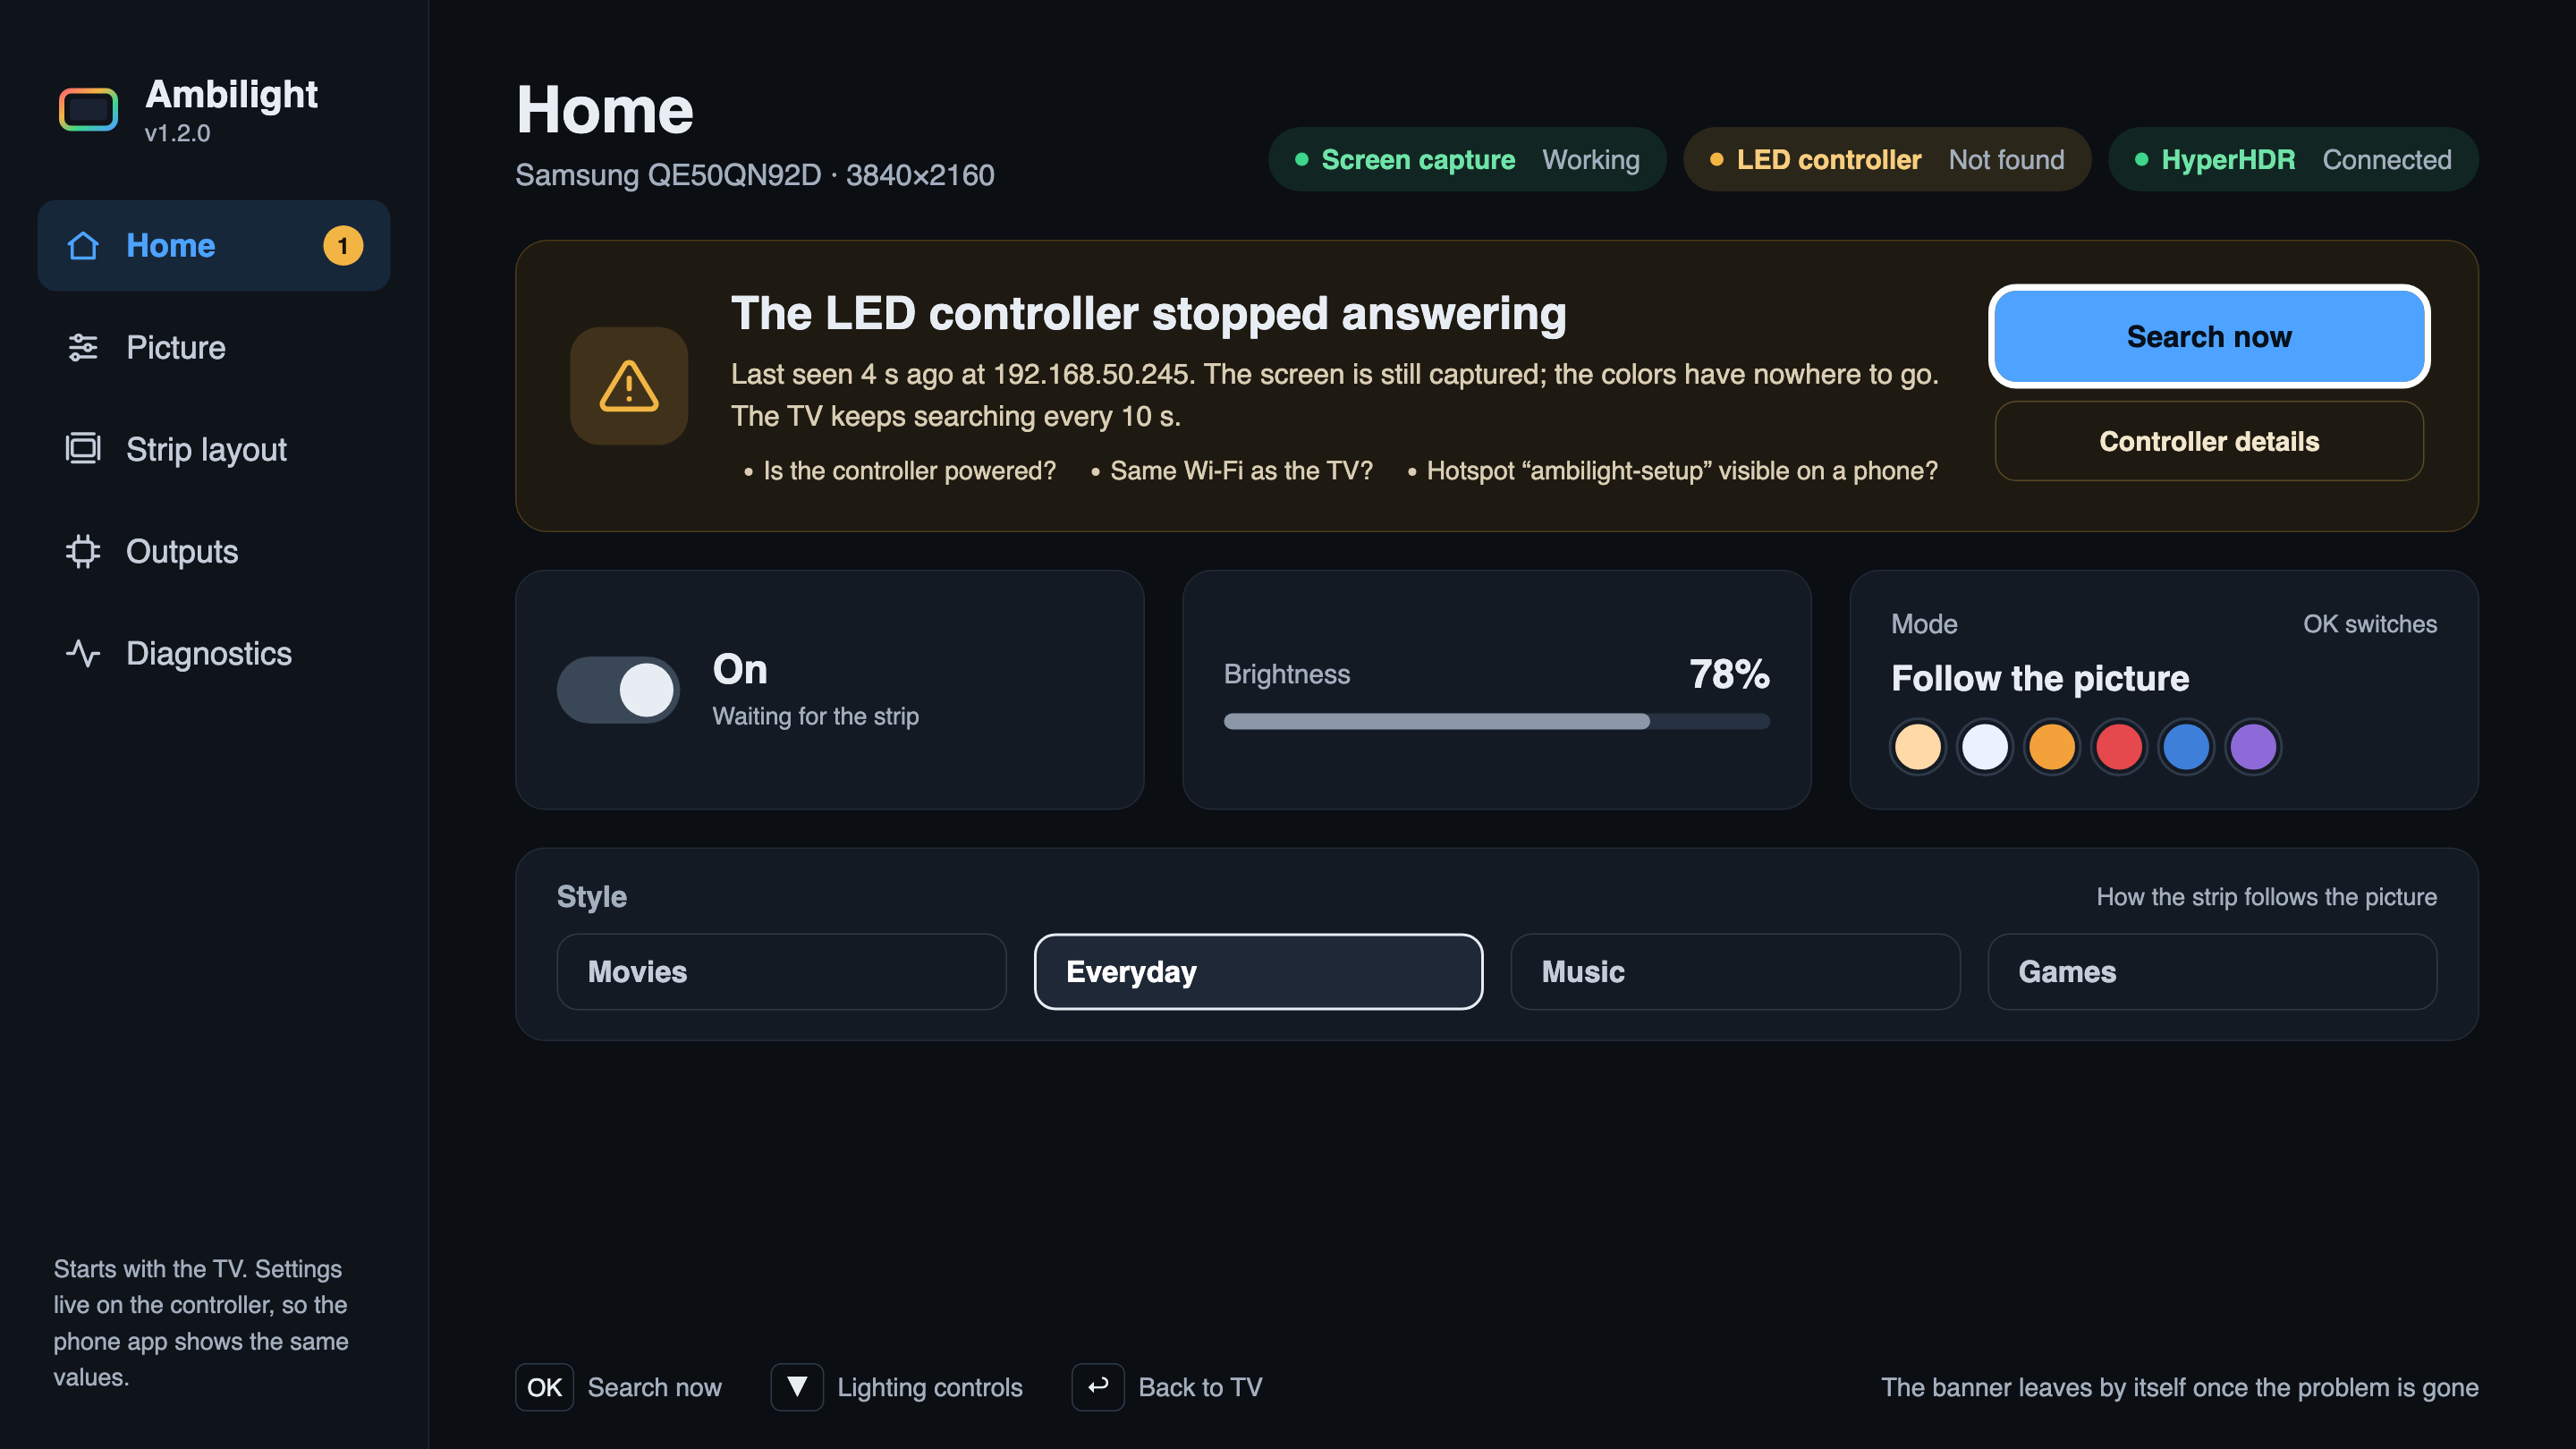 Ambilight
v1.2.0
Home
1
Picture
Strip layout
Outputs
Diagnostics
Starts with the TV. Settings
live on the controller, so the
phone app shows the same
values.
Home
Samsung QE50QN92D · 3840×2160
Screen capture Working
LED controller Not found
HyperHDR Connected
The LED controller stopped answering
Last seen 4 s ago at 192.168.50.245. The screen is still captured; the colors have nowhere to go.
The TV keeps searching every 10 s.
• Is the controller powered? • Same Wi-Fi as the TV? • Hotspot “ambilight-setup” visible on a phone?
Search now
Controller details
On
Waiting for the strip
Brightness 78%
Mode OK switches
Follow the picture
Style How the strip follows the picture
Movies
Everyday
Music
Games
OK Search now ▼ Lighting controls ↩ Back to TV
The banner leaves by itself once the problem is gone